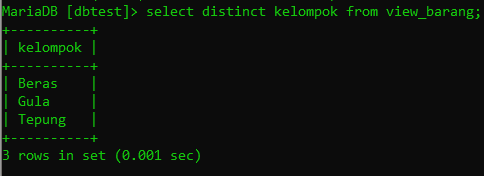 MariaDB [dbtest]> select distinct kelompok from view_barang;
+----------+
| kelompok |
+----------+
| Beras    |
| Gula     |
| Tepung   |
+----------+
3 rows in set (0.001 sec)